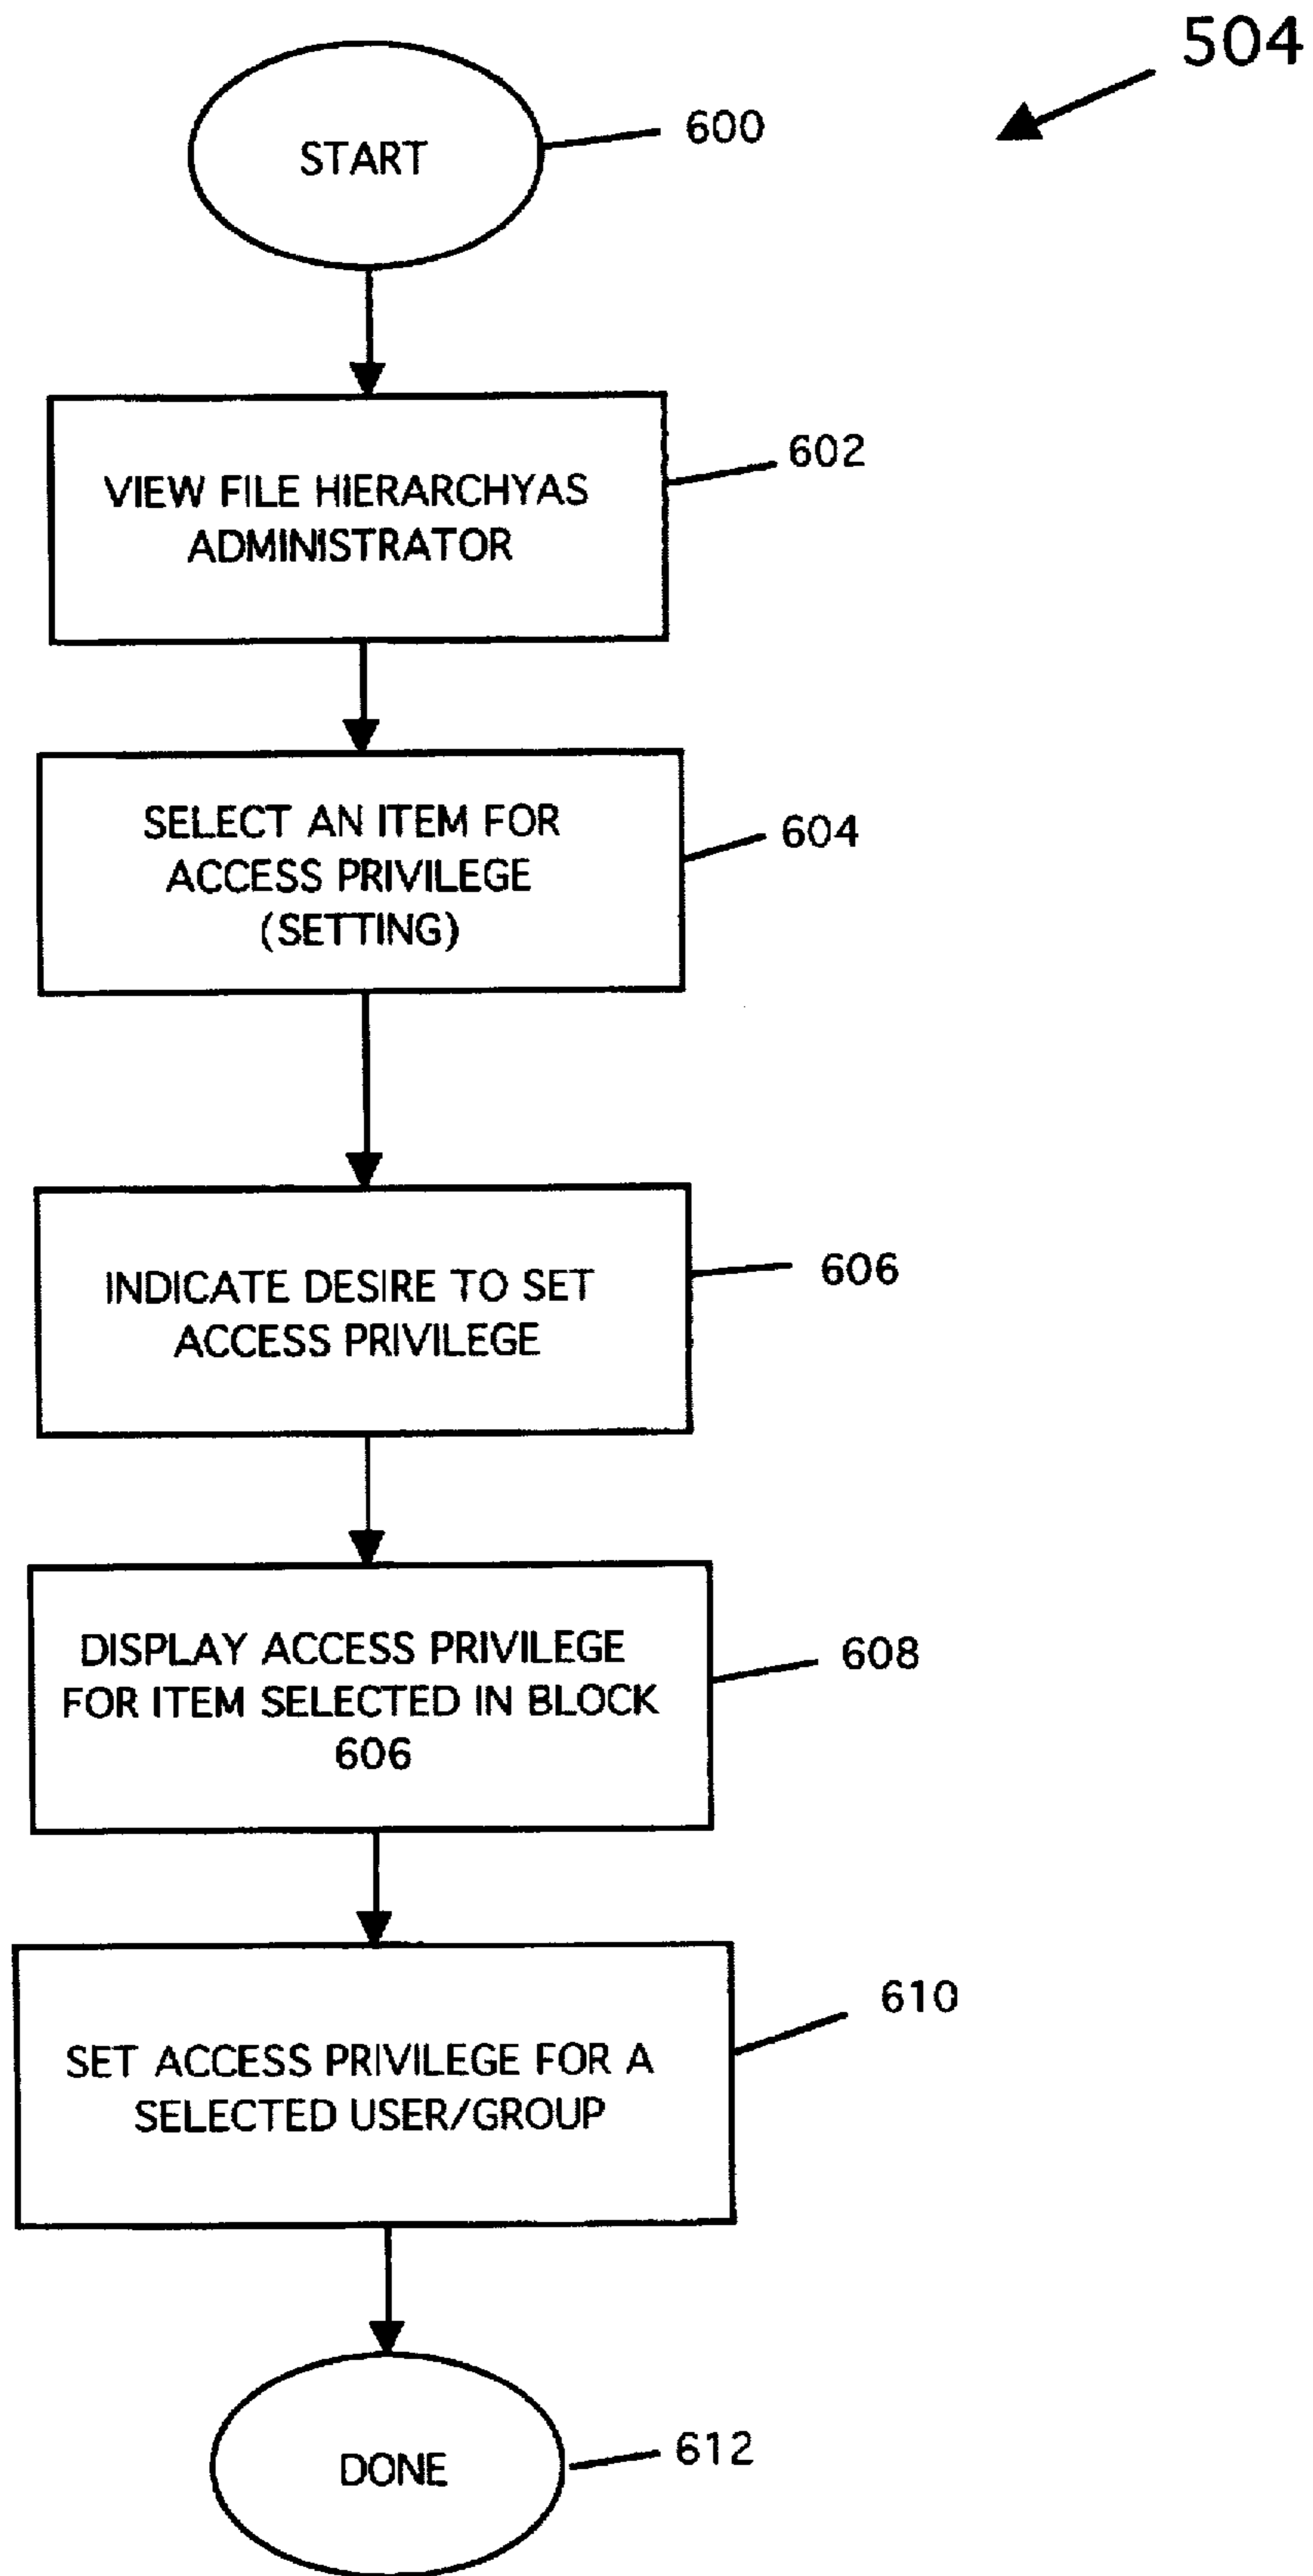 504
START
600
VIEW FILE HIERARCHYAS
ADMINISTRATOR
602
SELECT AN ITEM FOR
ACCESS PRIVILEGE
(SETTING)
604
INDICATE DESIRE TO SET
ACCESS PRIVILEGE
606
DISPLAY ACCESS PRIVILEGE
FOR ITEM SELECTED IN BLOCK
606
608
SET ACCESS PRIVILEGE FOR A
SELECTED USER/GROUP
610
DONE
612